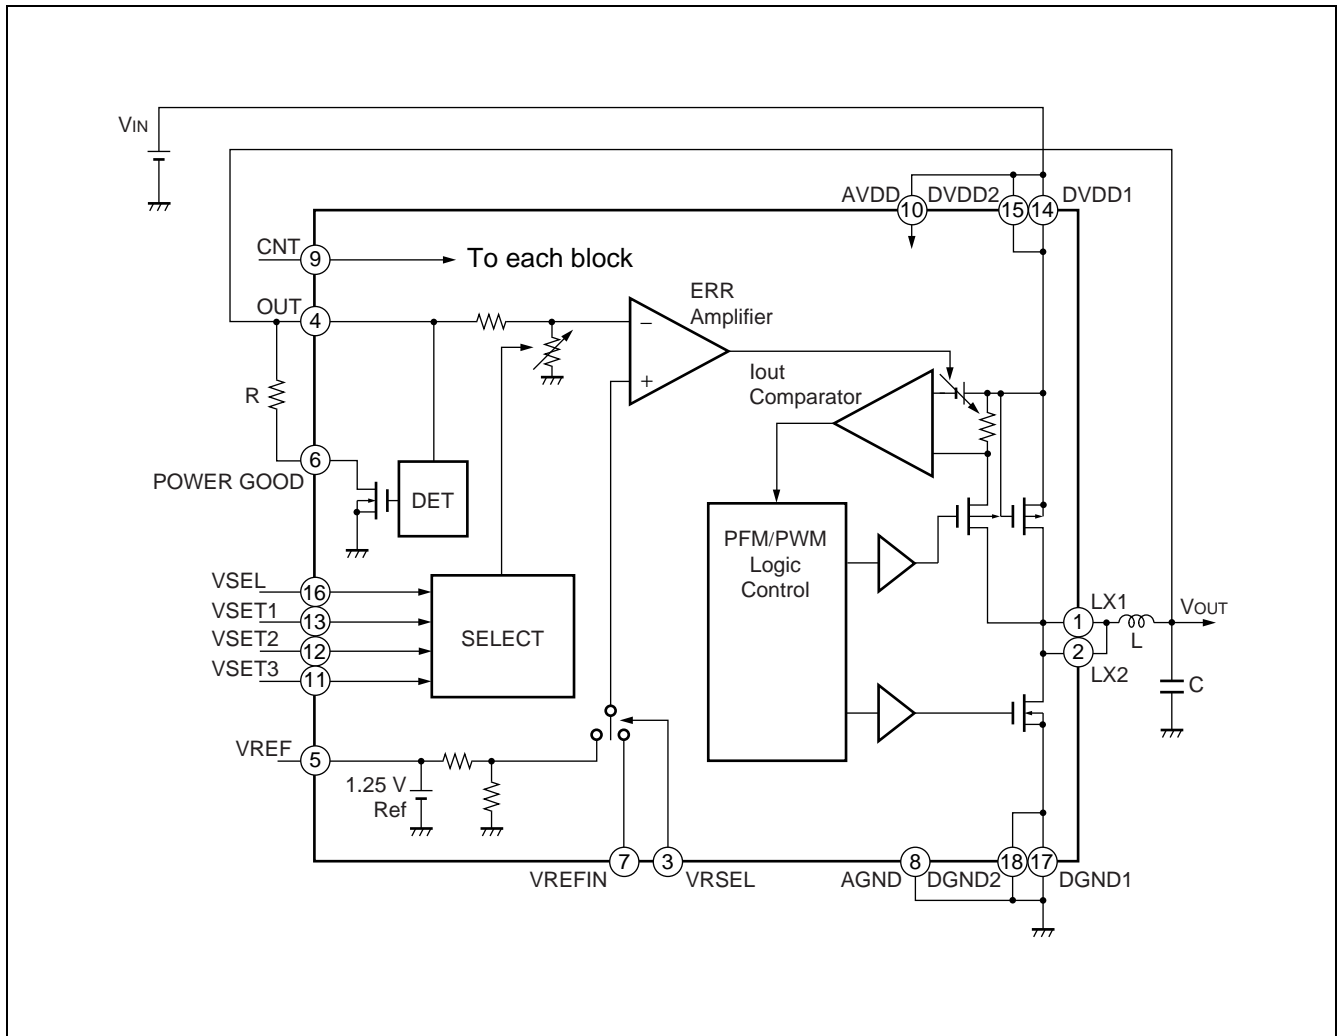 VIN
AVDD
DVDD2
DVDD1
10
15
14
CNT
9
To each block
OUT
4
ERR
Amplifier
−
+
Iout
Comparator
−
R
6
POWER GOOD
DET
PFM/PWM
Logic
Control
VSEL
16
VSET1
13
VSET2
12
VSET3
11
SELECT
LX1
1
VOUT
L
2
LX2
C
VREF
5
1.25 V
Ref
7
3
8
18
17
VREFIN
VRSEL
AGND
DGND2
DGND1